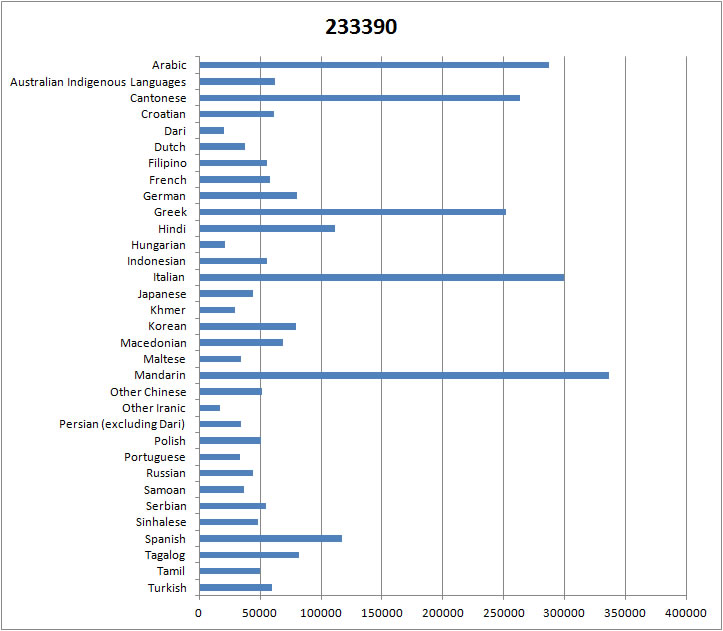 233390
Arabic
Australian Indigenous Languages
Cantonese
Croatian
Dari
Dutch
Filipino
French
German
Greek
Hindi
Hungarian
Indonesian
Italian
Japanese
Khmer
Korean
Macedonian
Maltese
Mandarin
Other Chinese
Other Iranic
Persian (excluding Dari)
Polish
Portuguese
Russian
Samoan
Serbian
Sinhalese
Spanish
Tagalog
Tamil
Turkish
0 50000 100000 150000 200000 250000 300000 350000 400000